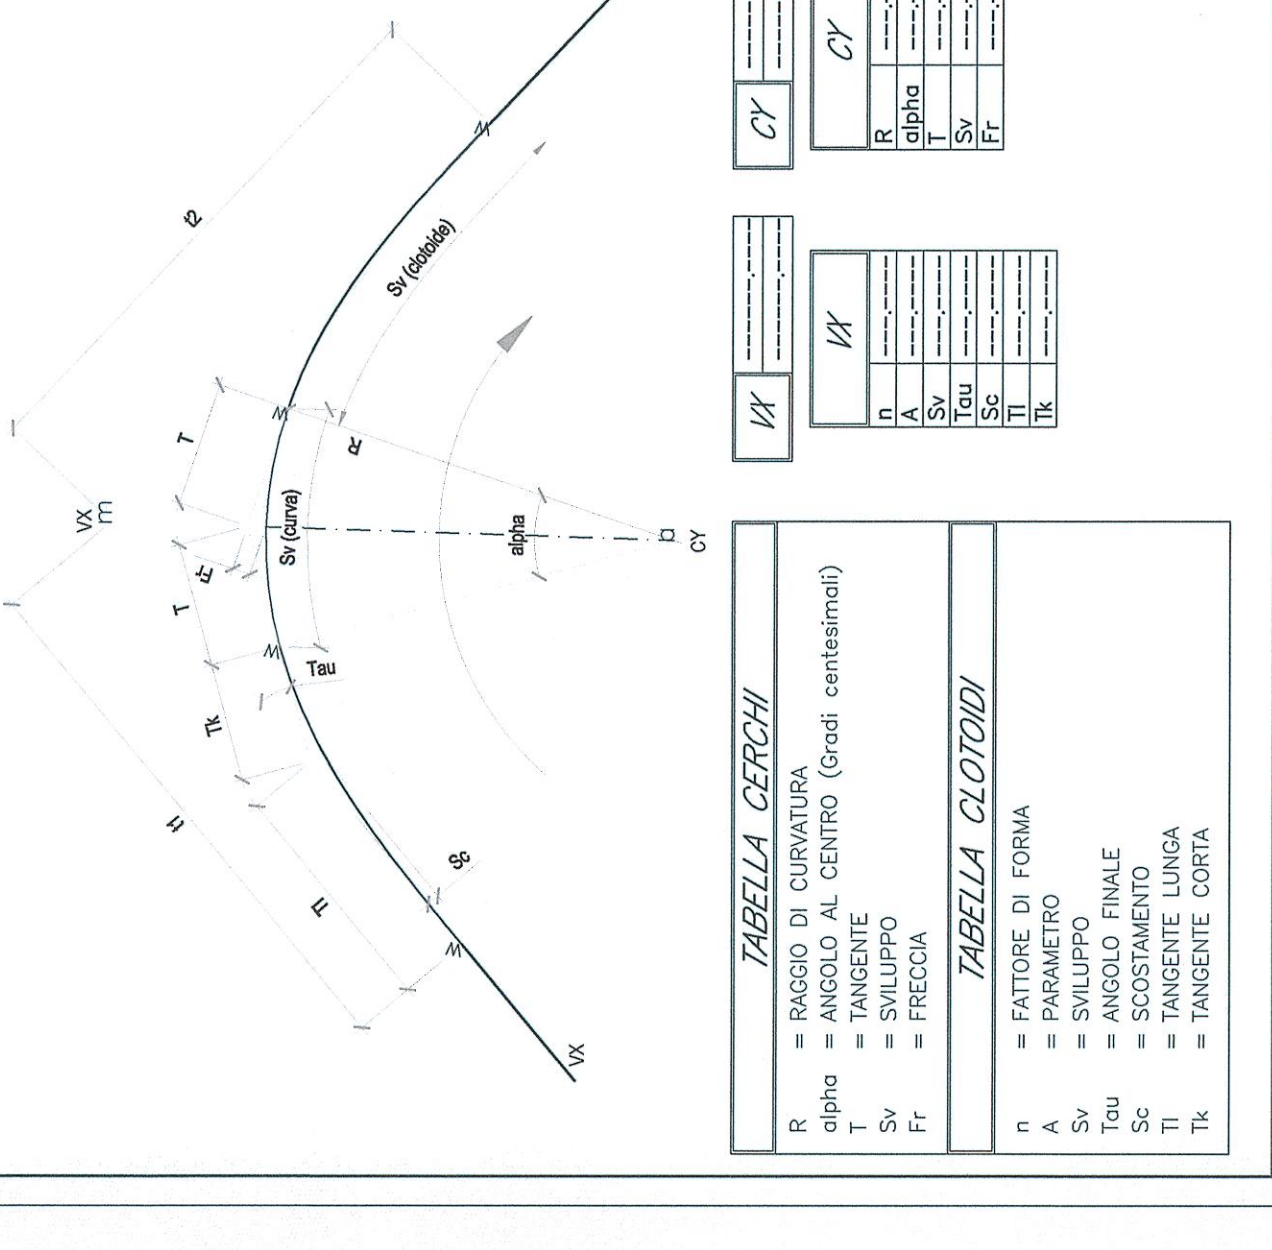 t1
t2
VX
m
T
T
Fr
Tk
Tl
Tau
Sc
R
Sv (curva)
Sv (clotoide)
alpha
W
W
W
W
CY
VX
TABELLA CERCHI
R = RAGGIO DI CURVATURA
alpha = ANGOLO AL CENTRO (Gradi centesimali)
T = TANGENTE
Sv = SVILUPPO
Fr = FRECCIA
TABELLA CLOTOIDI
n = FATTORE DI FORMA
A = PARAMETRO
Sv = SVILUPPO
Tau = ANGOLO FINALE
Sc = SCOSTAMENTO
Tl = TANGENTE LUNGA
Tk = TANGENTE CORTA
VX
VX
n
A
Sv
Tau
Sc
Tl
Tk
CY
CY
R
alpha
T
Sv
Fr